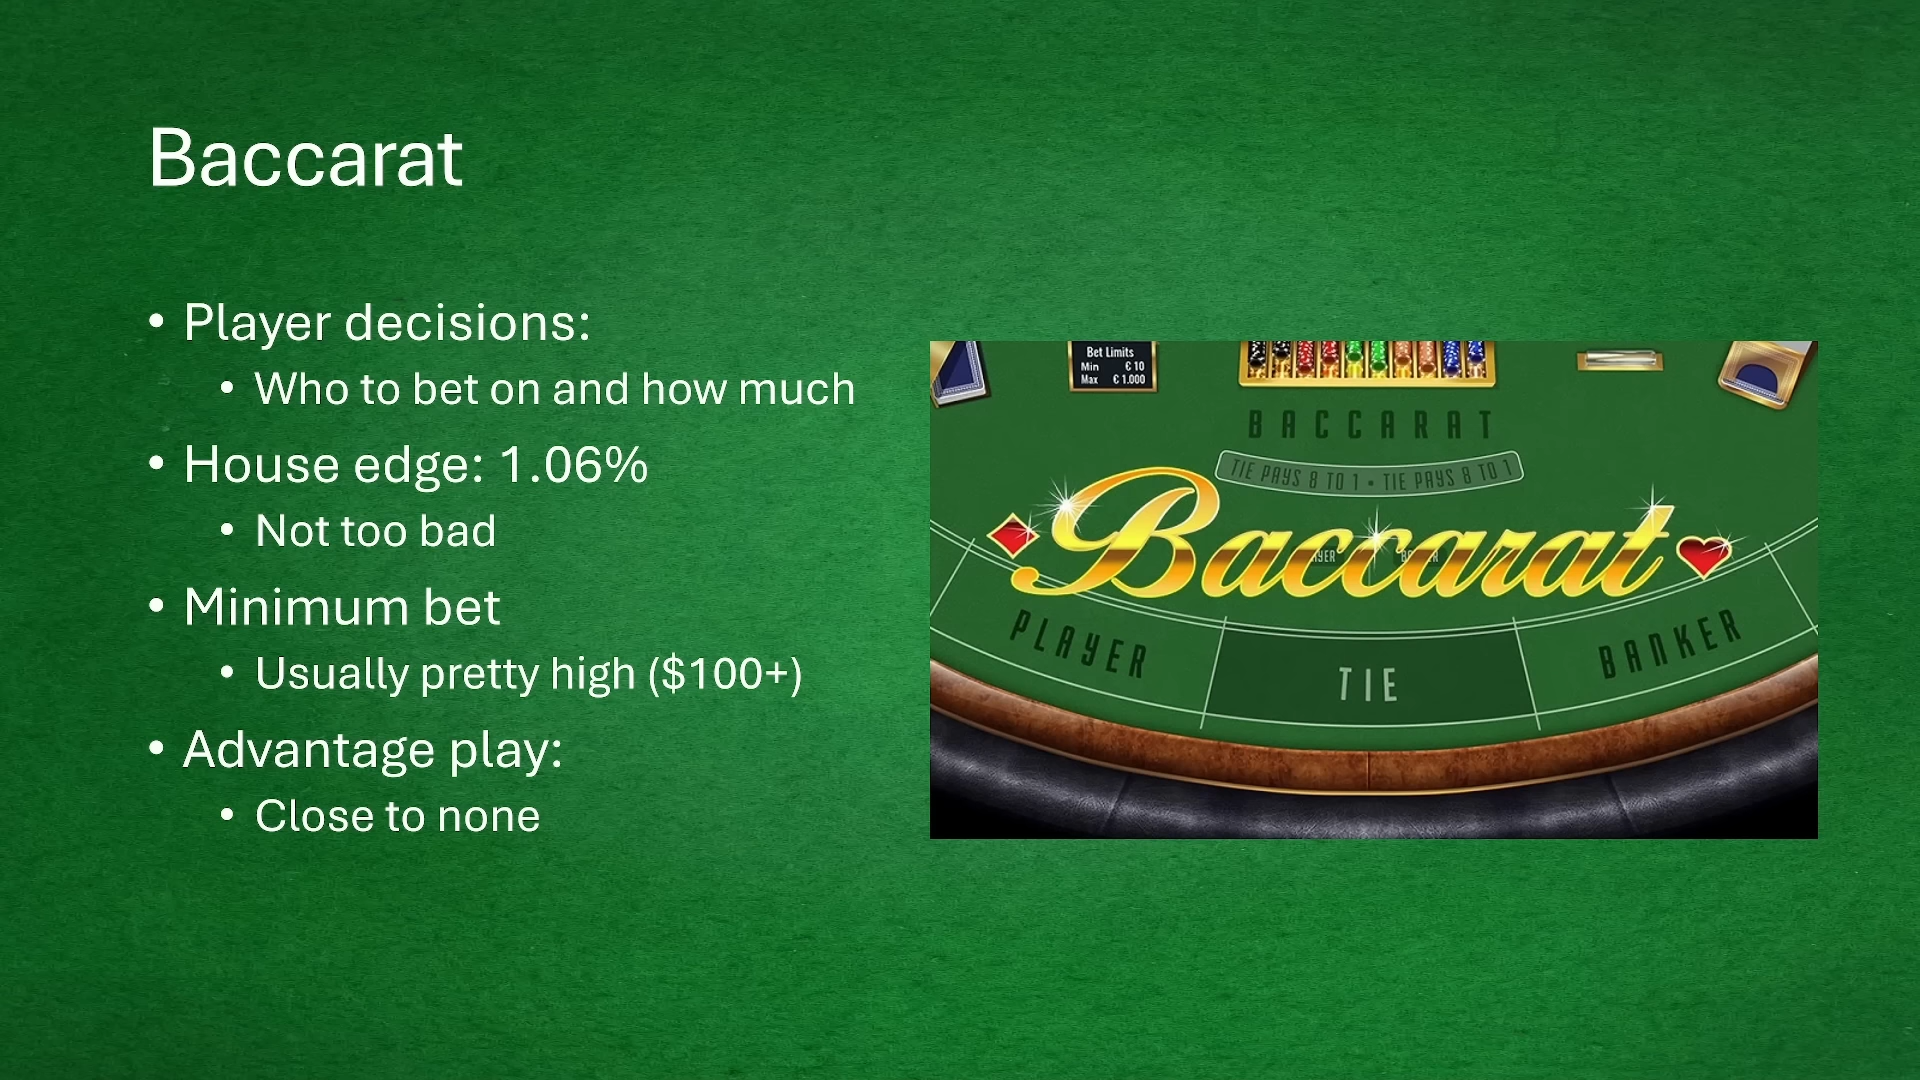 Baccarat
• Player decisions:
• Who to bet on and how much
• House edge: 1.06%
• Not too bad
• Minimum bet
• Usually pretty high ($100+)
• Advantage play:
• Close to none
Bet Limits
Min € 10
Max € 1.000
BACCARAT
TIE PAYS 8 TO 1 • TIE PAYS 8 TO 1
Baccarat
PLAYER
TIE
BANKER